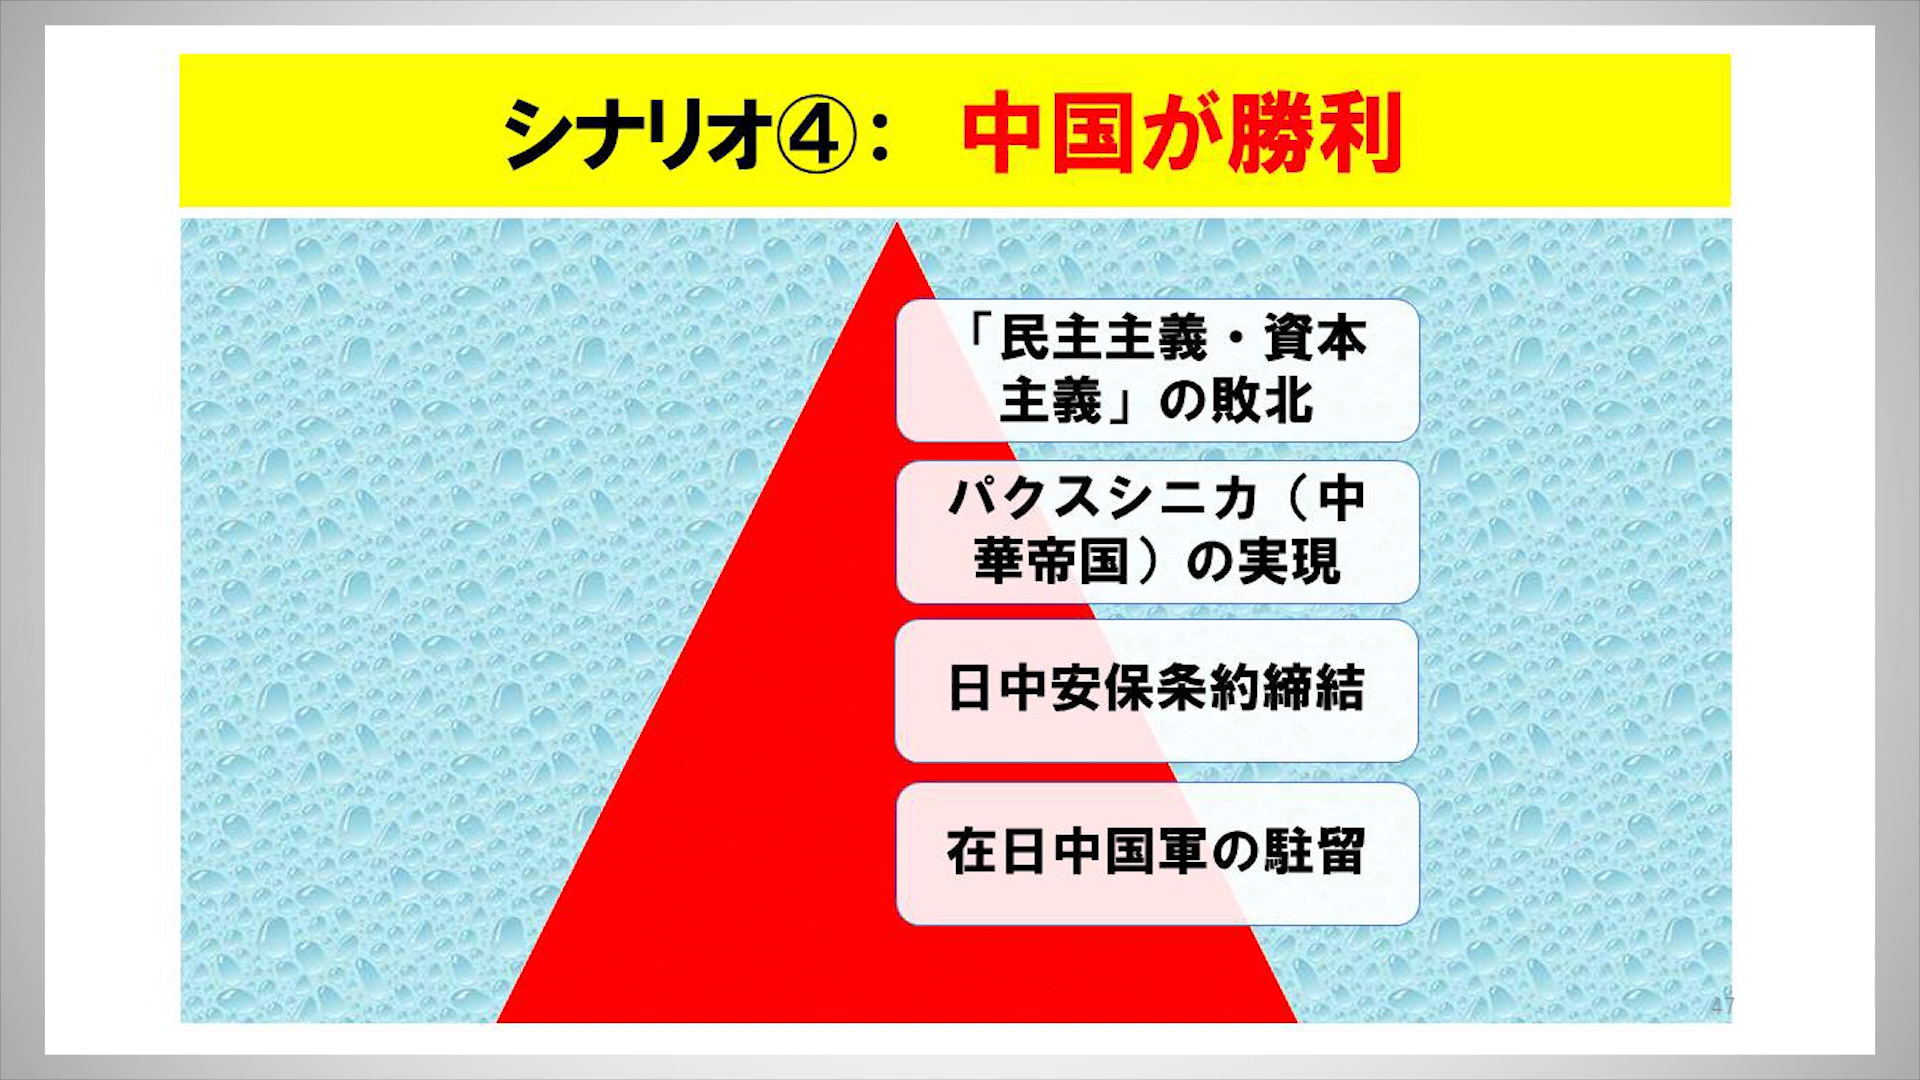 シナリオ④： 中国が勝利
「民主主義・資本
主義」の敗北
パクスシニカ（中
華帝国）の実現
日中安保条約締結
在日中国軍の駐留
47